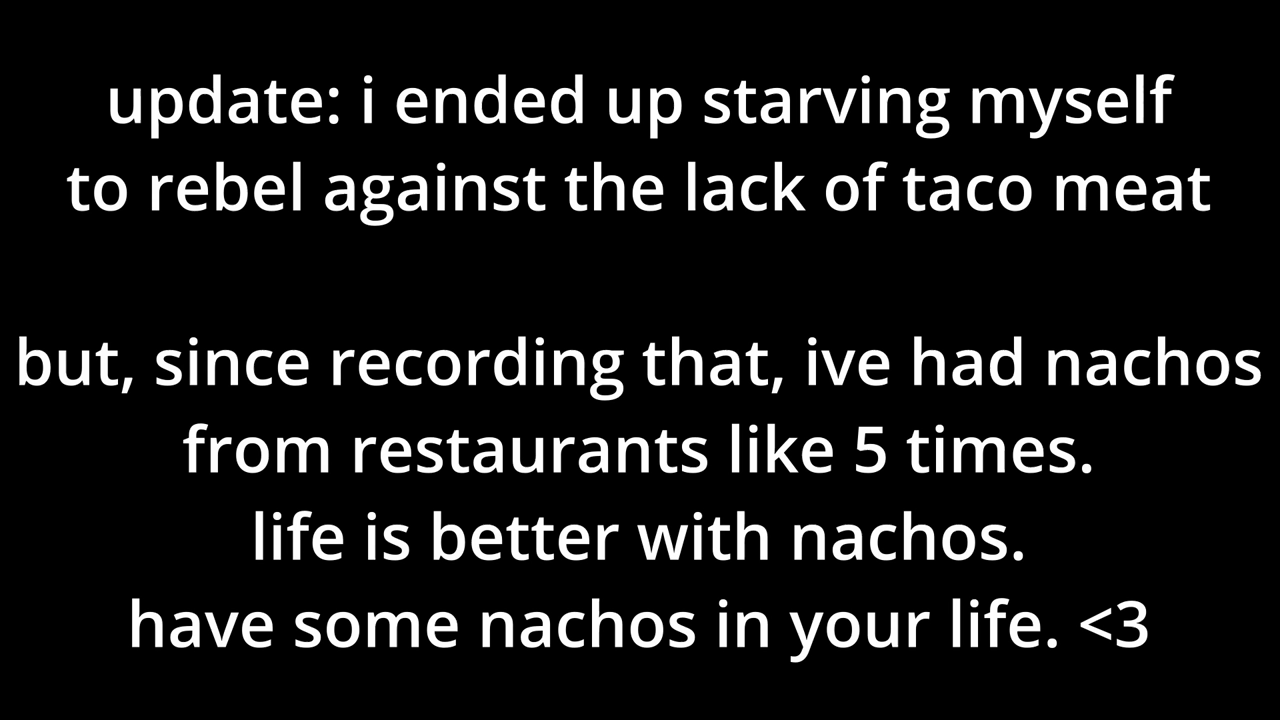 update: i ended up starving myself
to rebel against the lack of taco meat
but, since recording that, ive had nachos
from restaurants like 5 times.
life is better with nachos.
have some nachos in your life. <3